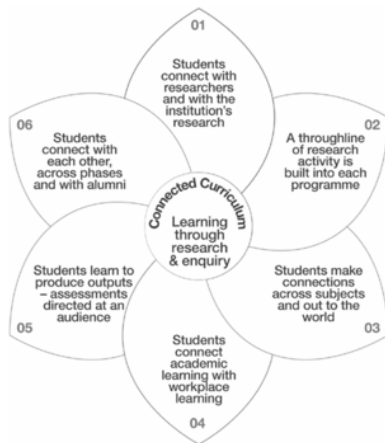 01
Students
connect with
researchers
and with the
institution's
research
02
A throughline
of research
activity is
built into each
programme
Students make
connections
across subjects
and out to the
world
03
Students
connect
academic
learning with
workplace
learning
04
Students learn to
produce outputs
– assessments
directed at an
audience
05
06
Students
connect with
each other,
across phases
and with alumni
Connected Curriculum
Learning
through
research
& enquiry